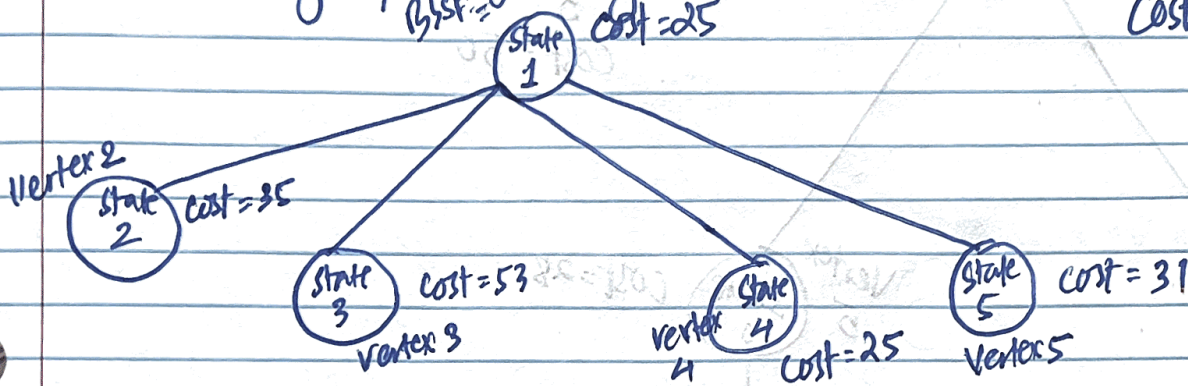 State
1
cost=25
Cost
vertex 2
State
2
cost=35
State
3
cost=53
vertex 3
State
4
vertex
4
cost=25
State
5
cost=31
Vertex 5